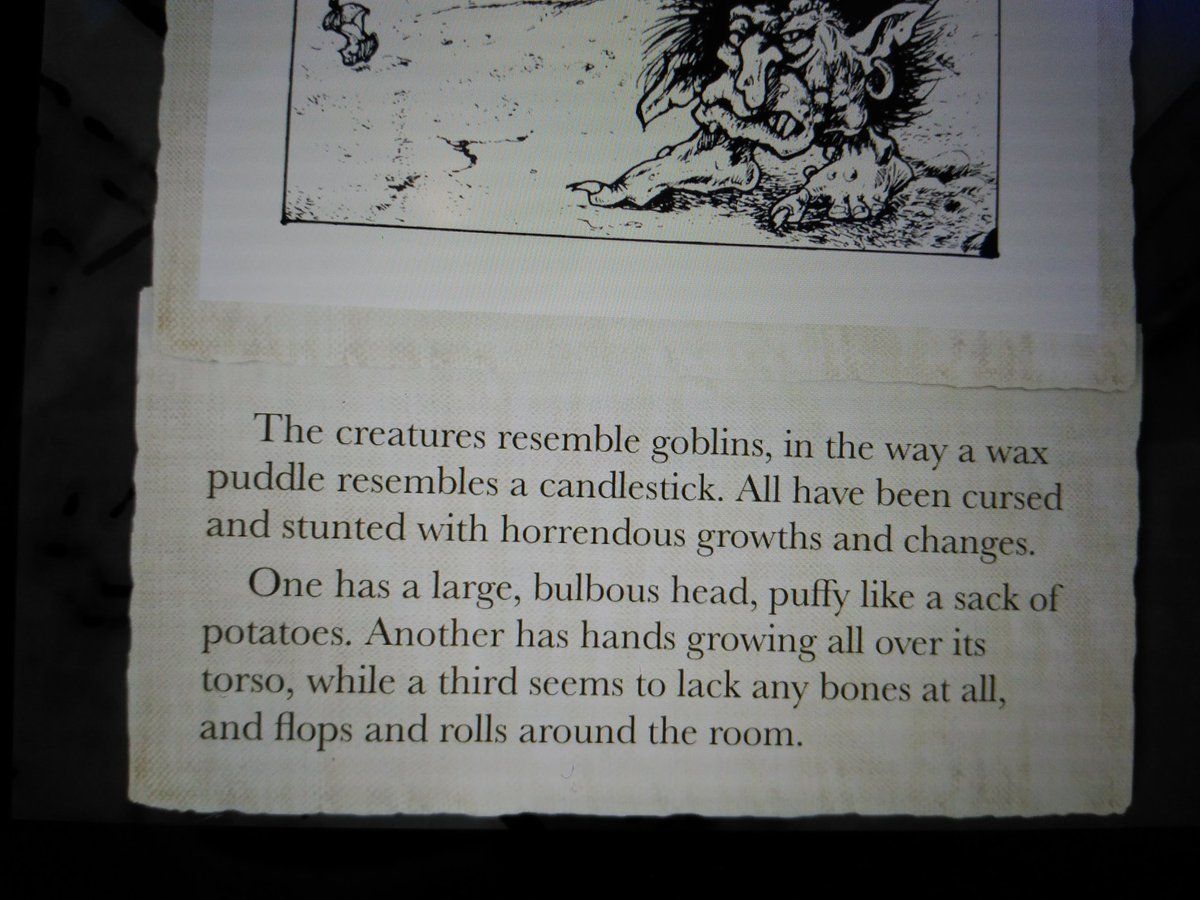 The creatures resemble goblins, in the way a wax
puddle resembles a candlestick. All have been cursed
and stunted with horrendous growths and changes.
One has a large, bulbous head, puffy like a sack of
potatoes. Another has hands growing all over its
torso, while a third seems to lack any bones at all,
and flops and rolls around the room.